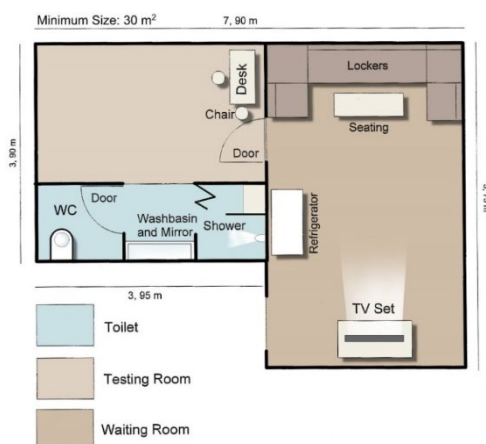 Minimum Size: 30 m²
7, 90 m
Desk
Lockers
Chair
Seating
Door
3, 90 m
Door
WC
Washbasin
and Mirror
Shower
Refrigerator
3, 95 m
TV Set
Toilet
Testing Room
Waiting Room